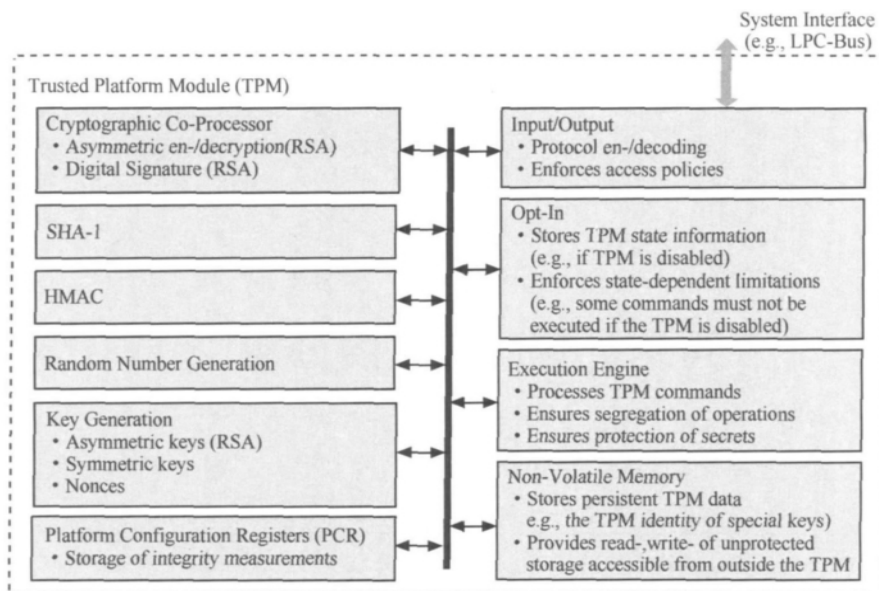 System Interface
(e.g., LPC-Bus)
Trusted Platform Module (TPM)
Cryptographic Co-Processor
• Asymmetric en-/decryption(RSA)
• Digital Signature (RSA)
SHA-1
HMAC
Random Number Generation
Key Generation
• Asymmetric keys (RSA)
• Symmetric keys
• Nonces
Platform Configuration Registers (PCR)
• Storage of integrity measurements
Input/Output
• Protocol en-/decoding
• Enforces access policies
Opt-In
• Stores TPM state information
(e.g., if TPM is disabled)
• Enforces state-dependent limitations
(e.g., some commands must not be
executed if the TPM is disabled)
Execution Engine
• Processes TPM commands
• Ensures segregation of operations
• Ensures protection of secrets
Non-Volatile Memory
• Stores persistent TPM data
e.g., the TPM identity of special keys)
• Provides read-,write- of unprotected
storage accessible from outside the TPM